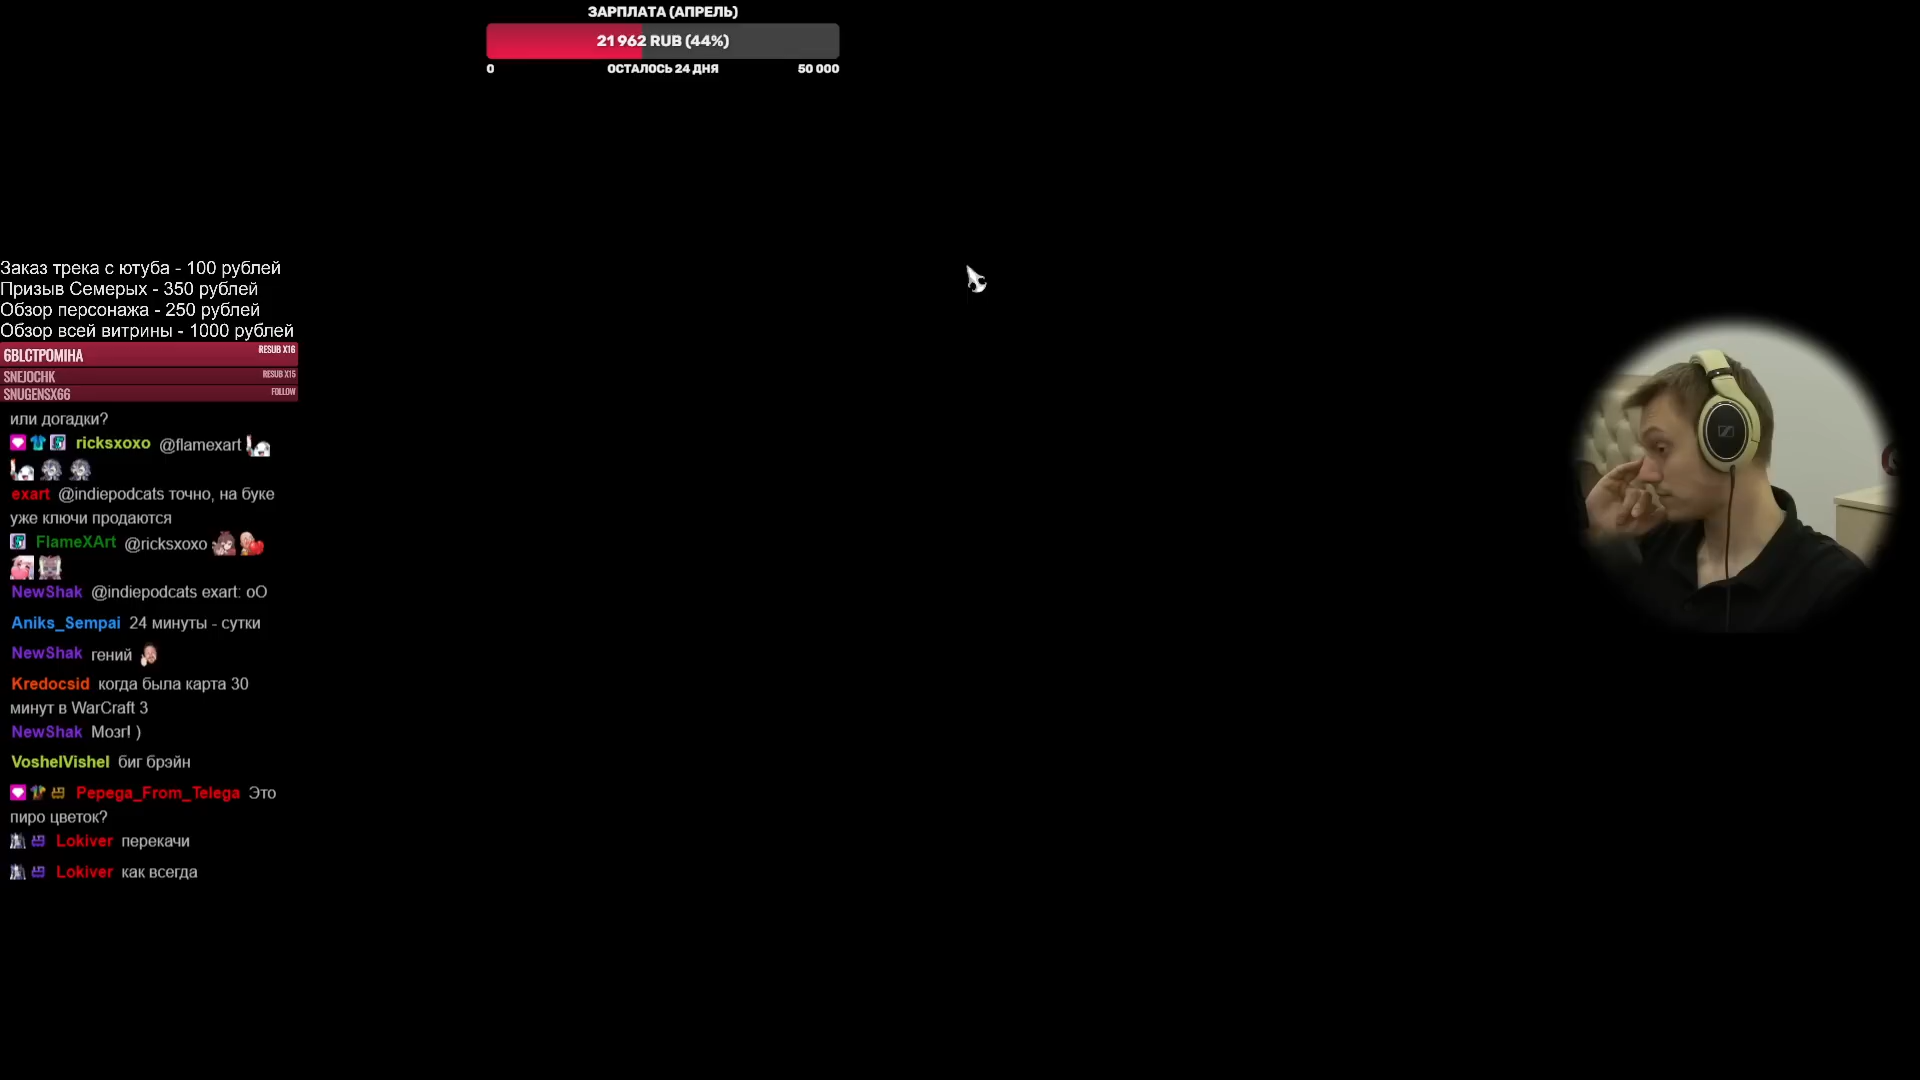 ЗАРПЛАТА (АПРЕЛЬ)
21 962 RUB (44%)
0 ОСТАЛОСЬ 24 ДНЯ 50 000
Заказ трека с ютуба - 100 рублей
Призыв Семерых - 350 рублей
Обзор персонажа - 250 рублей
Обзор всей витрины - 1000 рублей
6BLCTPOMIHA RESUB X16
SNEJOCHK RESUB X15
SNUGENSX66 FOLLOW
или догадки?
ricksxoxo @flamexart
exart @indiepodcats точно, на буке
уже ключи продаются
FlameXArt @ricksxoxo
NewShak @indiepodcats exart: oO
Aniks_Sempai 24 минуты - сутки
NewShak гений
Kredocsid когда была карта 30
минут в WarCraft 3
NewShak Мозг! )
VoshelVishel биг брэйн
Pepega_From_Telega Это
пиро цветок?
Lokiver перекачи
Lokiver как всегда